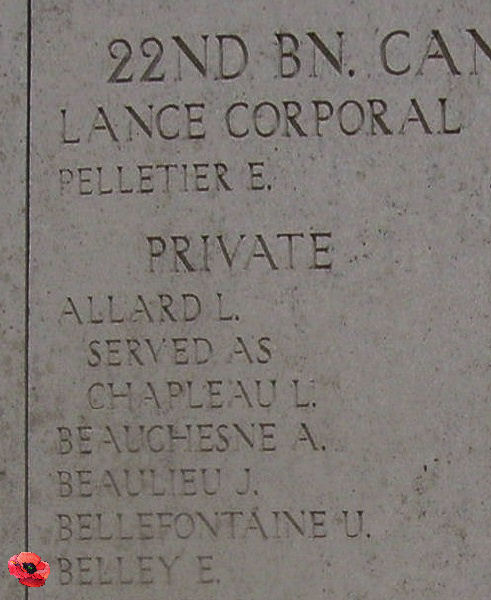 22ND BN. CAN
LANCE CORPORAL
PELLETIER E.
PRIVATE
ALLARD L.
SERVED AS
CHAPLEAU L.
BEAUCHESNE A.
BEAULIEU J.
BELLEFONTAINE U.
BELLEY E.